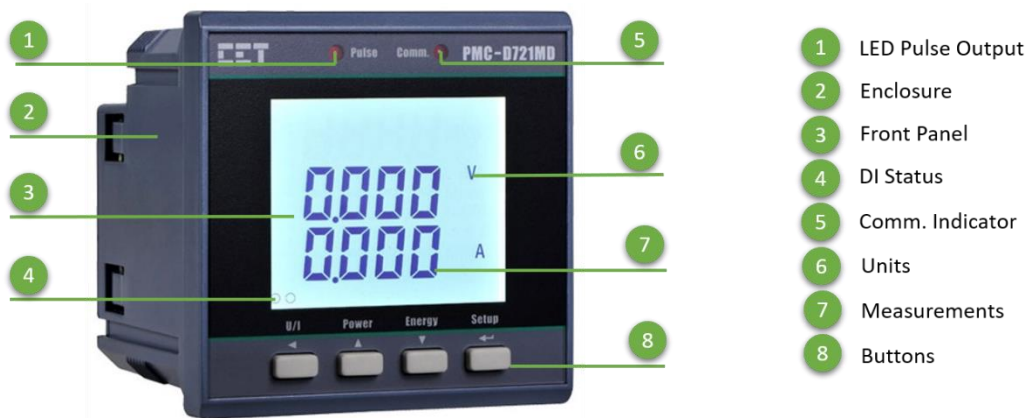 1
5
CET
Pulse
Comm.
PMC-D721MD
2
6
V
0.000
3
0.000
A
7
4
U/I
Power
Energy
Setup
8
1 LED Pulse Output
2 Enclosure
3 Front Panel
4 DI Status
5 Comm. Indicator
6 Units
7 Measurements
8 Buttons